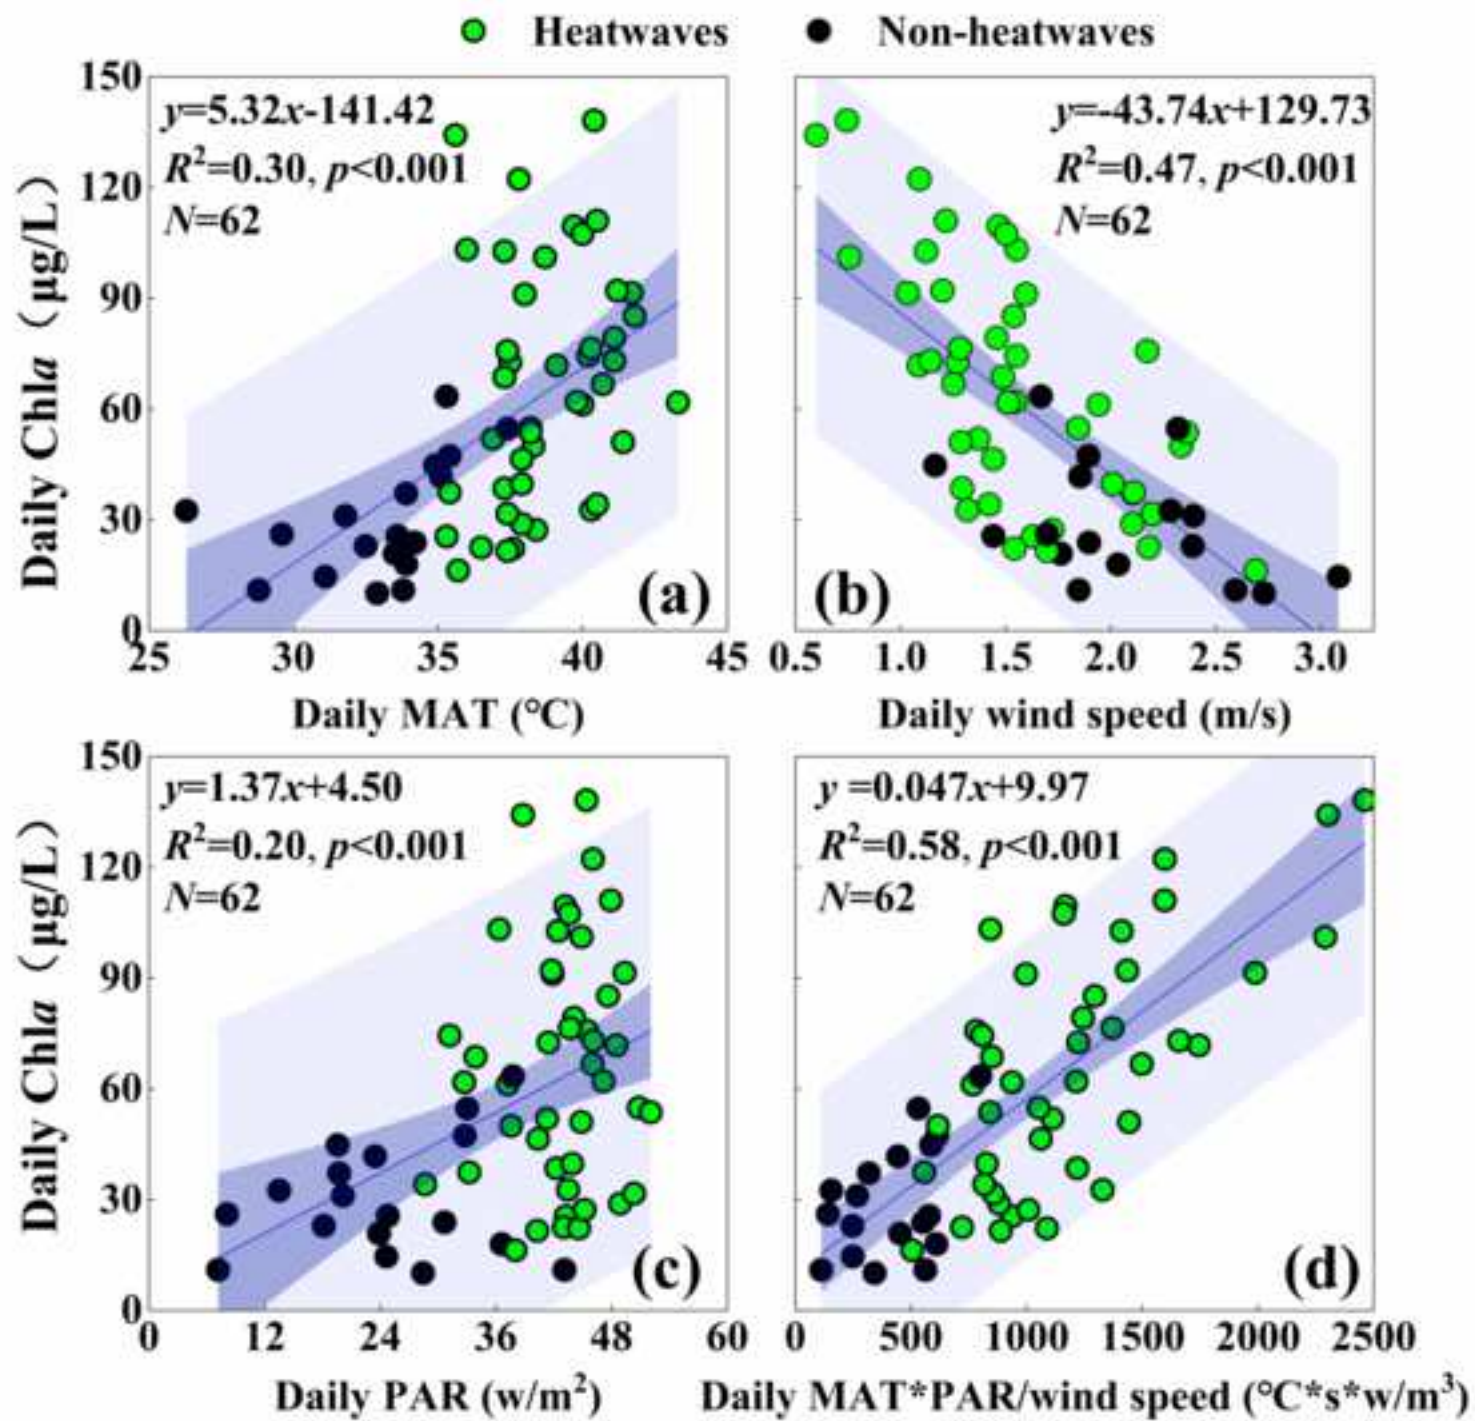 Heatwaves Non-heatwaves
150
y=5.32x-141.42
R²=0.30, p<0.001
N=62
120
90
60
30
0
Daily Chla (µg/L)
(a)
25 30 35 40 45
Daily MAT (°C)
y=-43.74x+129.73
R²=0.47, p<0.001
N=62
(b)
0.5 1.0 1.5 2.0 2.5 3.0
Daily wind speed (m/s)
150
y=1.37x+4.50
R²=0.20, p<0.001
N=62
120
90
60
30
0
Daily Chla (µg/L)
(c)
0 12 24 36 48 60
Daily PAR (w/m²)
y =0.047x+9.97
R²=0.58, p<0.001
N=62
(d)
0 500 1000 1500 2000 2500
Daily MAT*PAR/wind speed (°C*s*w/m³)